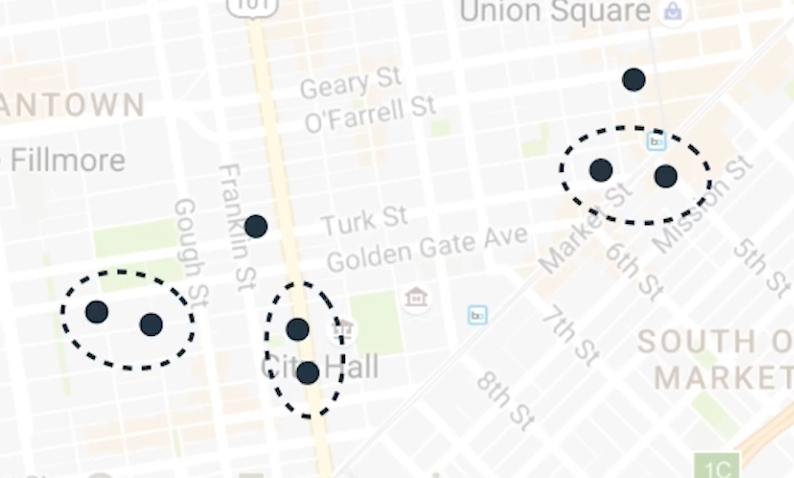 101
Union Square
Geary St
O'Farrell St
ANTOWN
Fillmore
Franklin St
Gough St
Turk St
Golden Gate Ave
Market St
Mission St
6th St
5th St
7th St
8th St
City Hall
SOUTH O
MARKET
1C